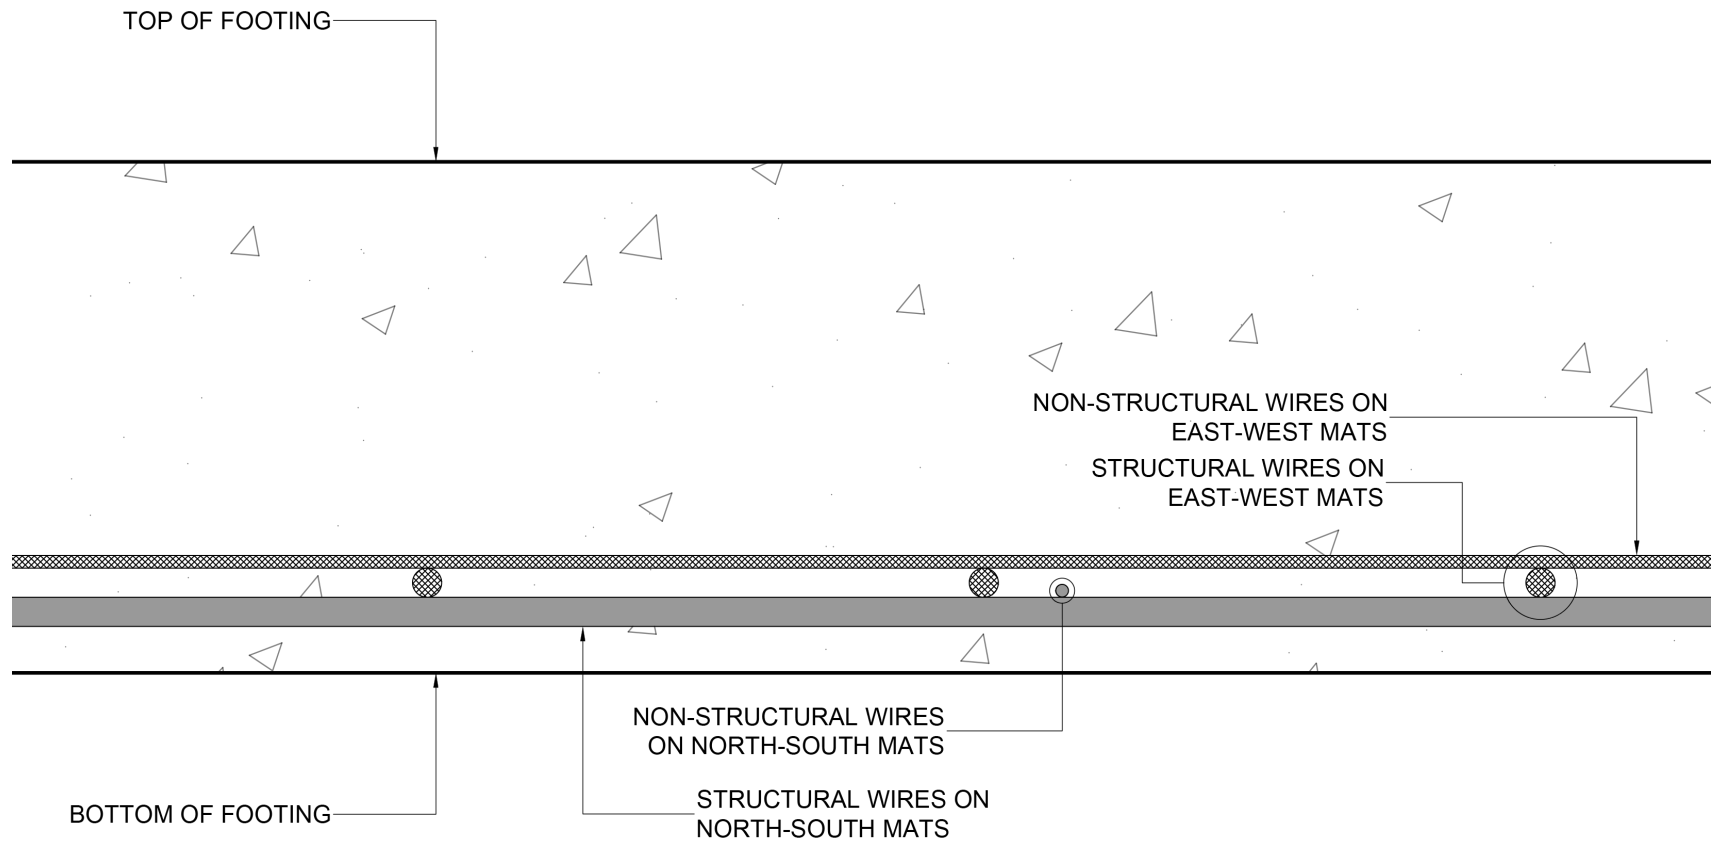 TOP OF FOOTING
NON-STRUCTURAL WIRES ON
EAST-WEST MATS
STRUCTURAL WIRES ON
EAST-WEST MATS
NON-STRUCTURAL WIRES
ON NORTH-SOUTH MATS
STRUCTURAL WIRES ON
NORTH-SOUTH MATS
BOTTOM OF FOOTING